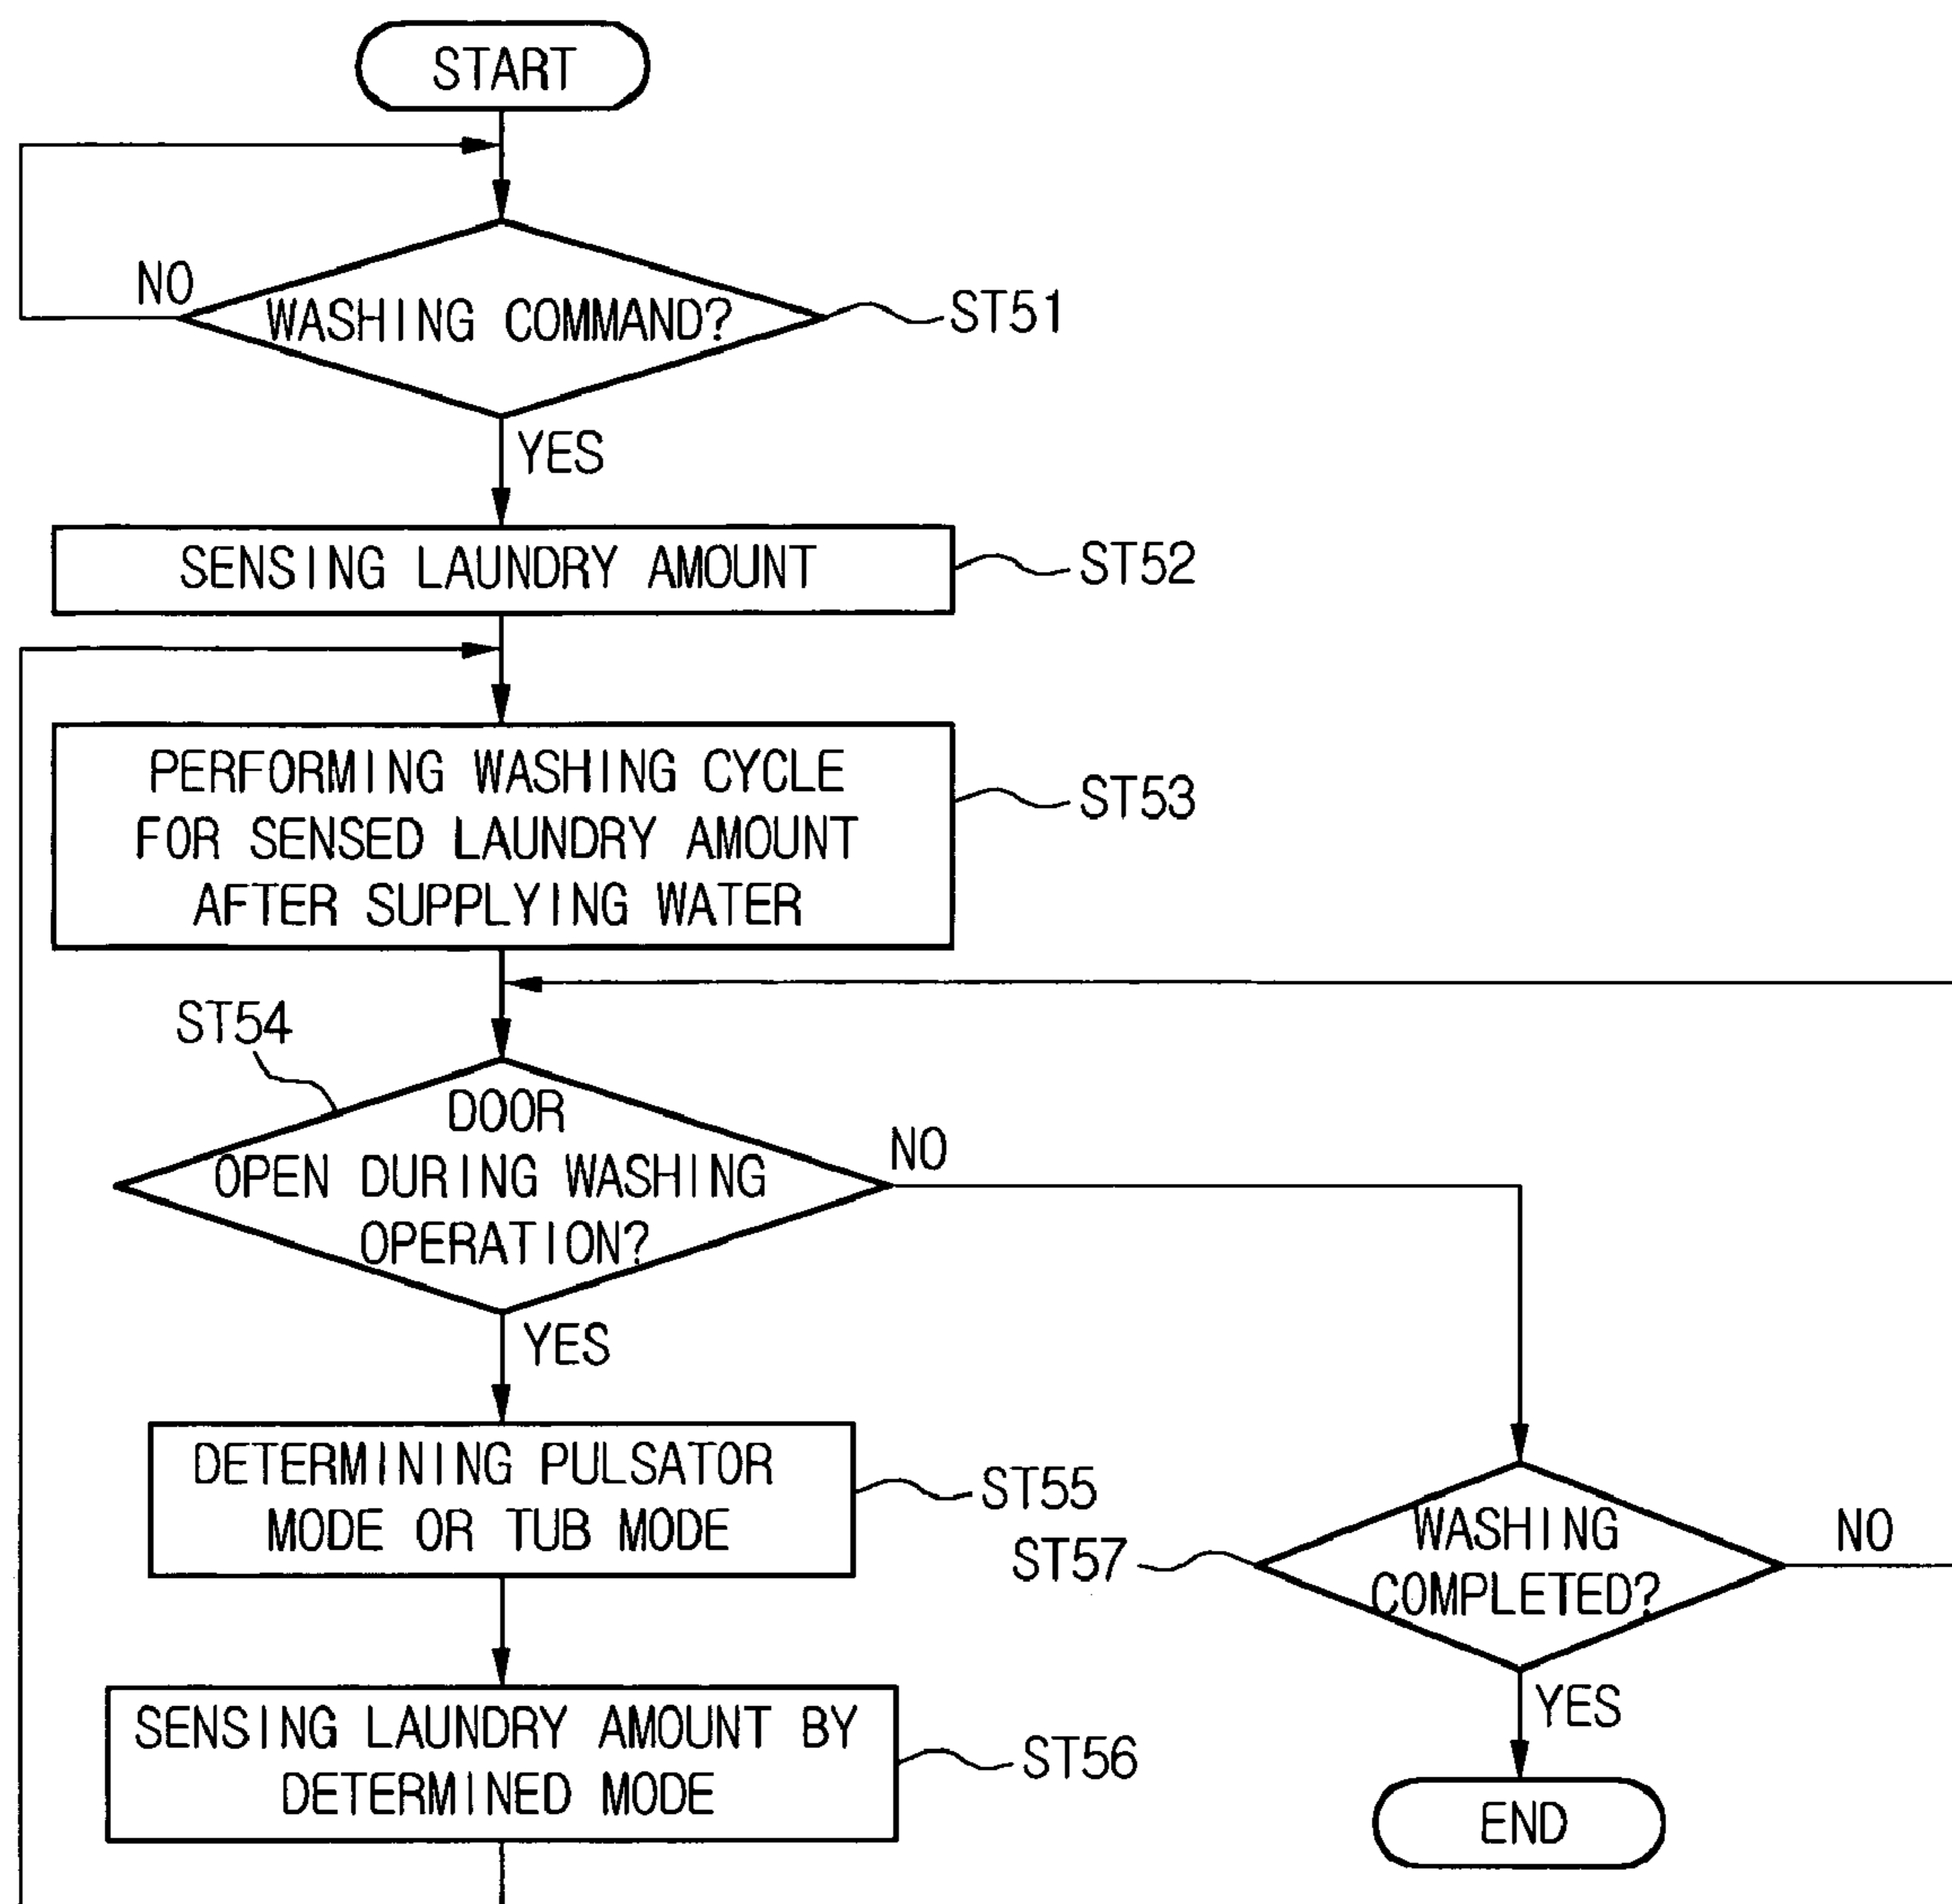 START
NO
WASHING COMMAND?
ST51
YES
SENSING LAUNDRY AMOUNT
ST52
PERFORMING WASHING CYCLE
FOR SENSED LAUNDRY AMOUNT
AFTER SUPPLYING WATER
ST53
ST54
DOOR
OPEN DURING WASHING
OPERATION?
NO
YES
DETERMINING PULSATOR
MODE OR TUB MODE
ST55
ST57
WASHING
COMPLETED?
NO
SENSING LAUNDRY AMOUNT BY
DETERMINED MODE
ST56
YES
END